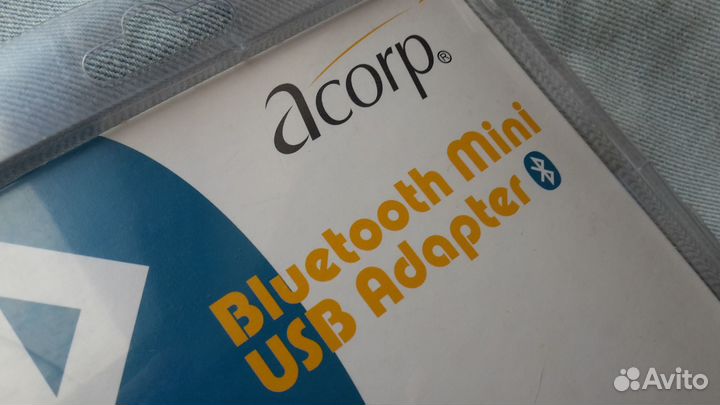 acorp®
Bluetooth Mini
USB Adapter
Avito